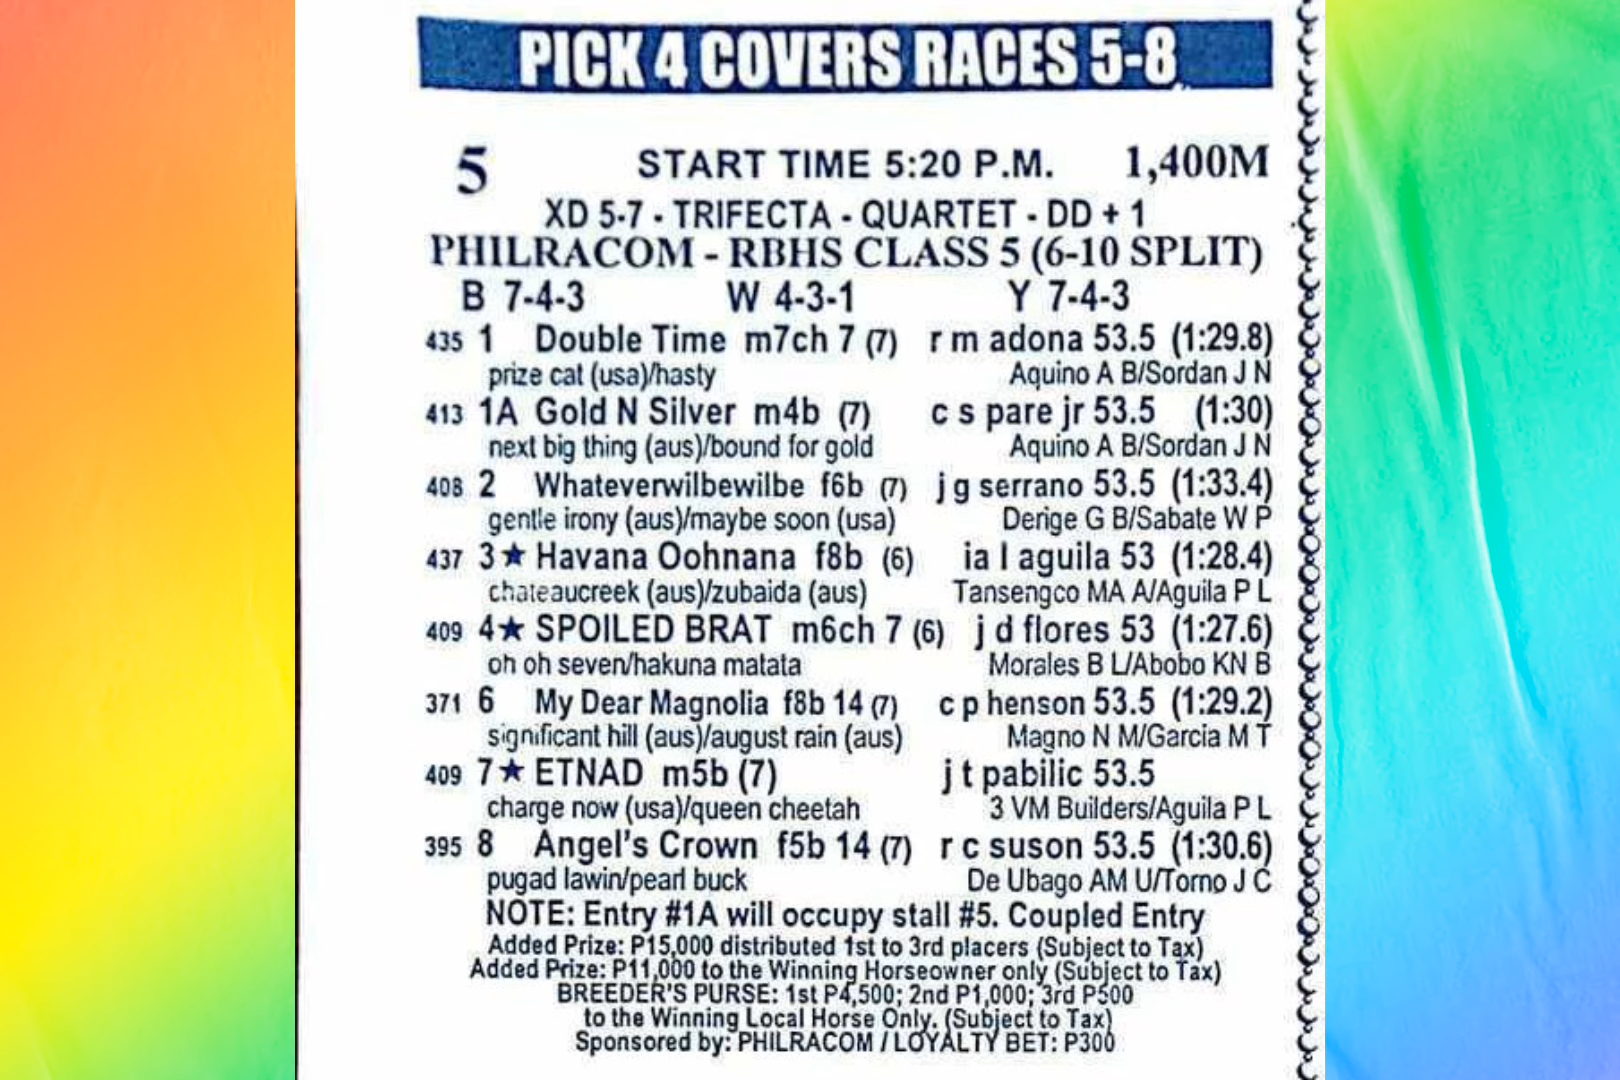 PICK 4 COVERS RACES 5-8
5 START TIME 5:20 P.M. 1,400M
XD 5-7 - TRIFECTA - QUARTET - DD + 1
PHILRACOM - RBHS CLASS 5 (6-10 SPLIT)
B 7-4-3 W 4-3-1 Y 7-4-3
435 1 Double Time m7ch 7 (7) r m adona 53.5 (1:29.8)
prize cat (usa)/hasty Aquino A B/Sordan J N
413 1A Gold N Silver m4b (7) c s pare jr 53.5 (1:30)
next big thing (aus)/bound for gold Aquino A B/Sordan J N
408 2 Whateverwilbewilbe f6b (7) j g serrano 53.5 (1:33.4)
gentle irony (aus)/maybe soon (usa) Derige G B/Sabate W P
437 3★ Havana Oohnana f8b (6) ia l aguila 53 (1:28.4)
chateaucreek (aus)/zubaida (aus) Tansengco MA A/Aguila P L
409 4★ SPOILED BRAT m6ch 7 (6) j d flores 53 (1:27.6)
oh oh seven/hakuna matata Morales B L/Abobo KN B
371 6 My Dear Magnolia f8b 14 (7) c p henson 53.5 (1:29.2)
significant hill (aus)/august rain (aus) Magno N M/Garcia M T
409 7★ ETNAD m5b (7) j t pabilic 53.5
charge now (usa)/queen cheetah 3 VM Builders/Aguila P L
395 8 Angel's Crown f5b 14 (7) r c suson 53.5 (1:30.6)
pugad lawin/pearl buck De Ubago AM U/Torno J C
NOTE: Entry #1A will occupy stall #5. Coupled Entry
Added Prize: P15,000 distributed 1st to 3rd placers (Subject to Tax)
Added Prize: P11,000 to the Winning Horseowner only (Subject to Tax)
BREEDER'S PURSE: 1st P4,500; 2nd P1,000; 3rd P500
to the Winning Local Horse Only. (Subject to Tax)
Sponsored by: PHILRACOM / LOYALTY BET: P300